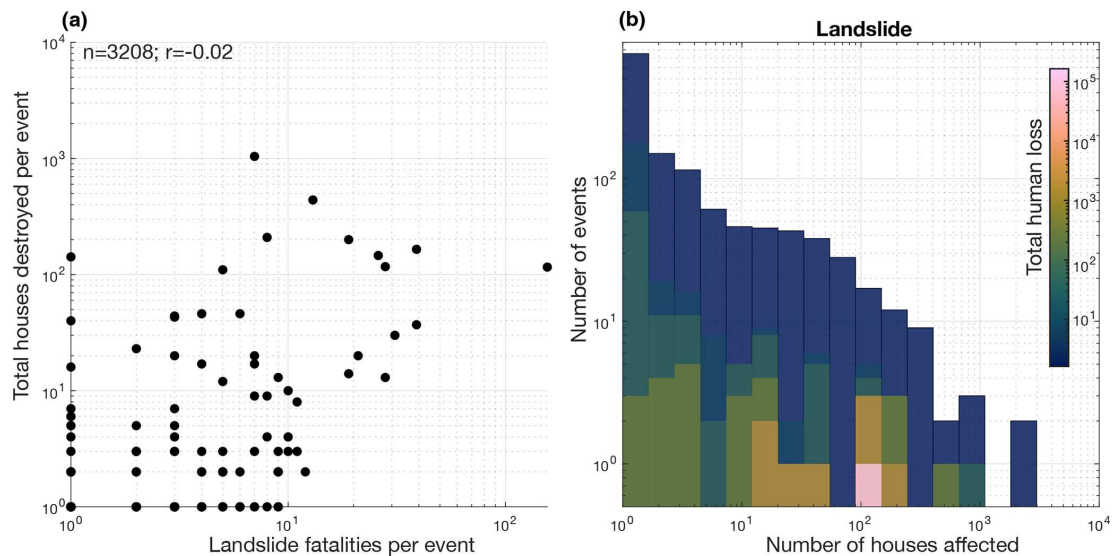 (a)
n=3208; r=-0.02
10^4
10^3
10^2
10^1
10^0
Total houses destroyed per event
10^0
10^1
10^2
Landslide fatalities per event
(b)
Landslide
10^2
10^1
10^0
Number of events
10^0
10^1
10^2
10^3
10^4
Number of houses affected
Total human loss
10^5
10^4
10^3
10^2
10^1